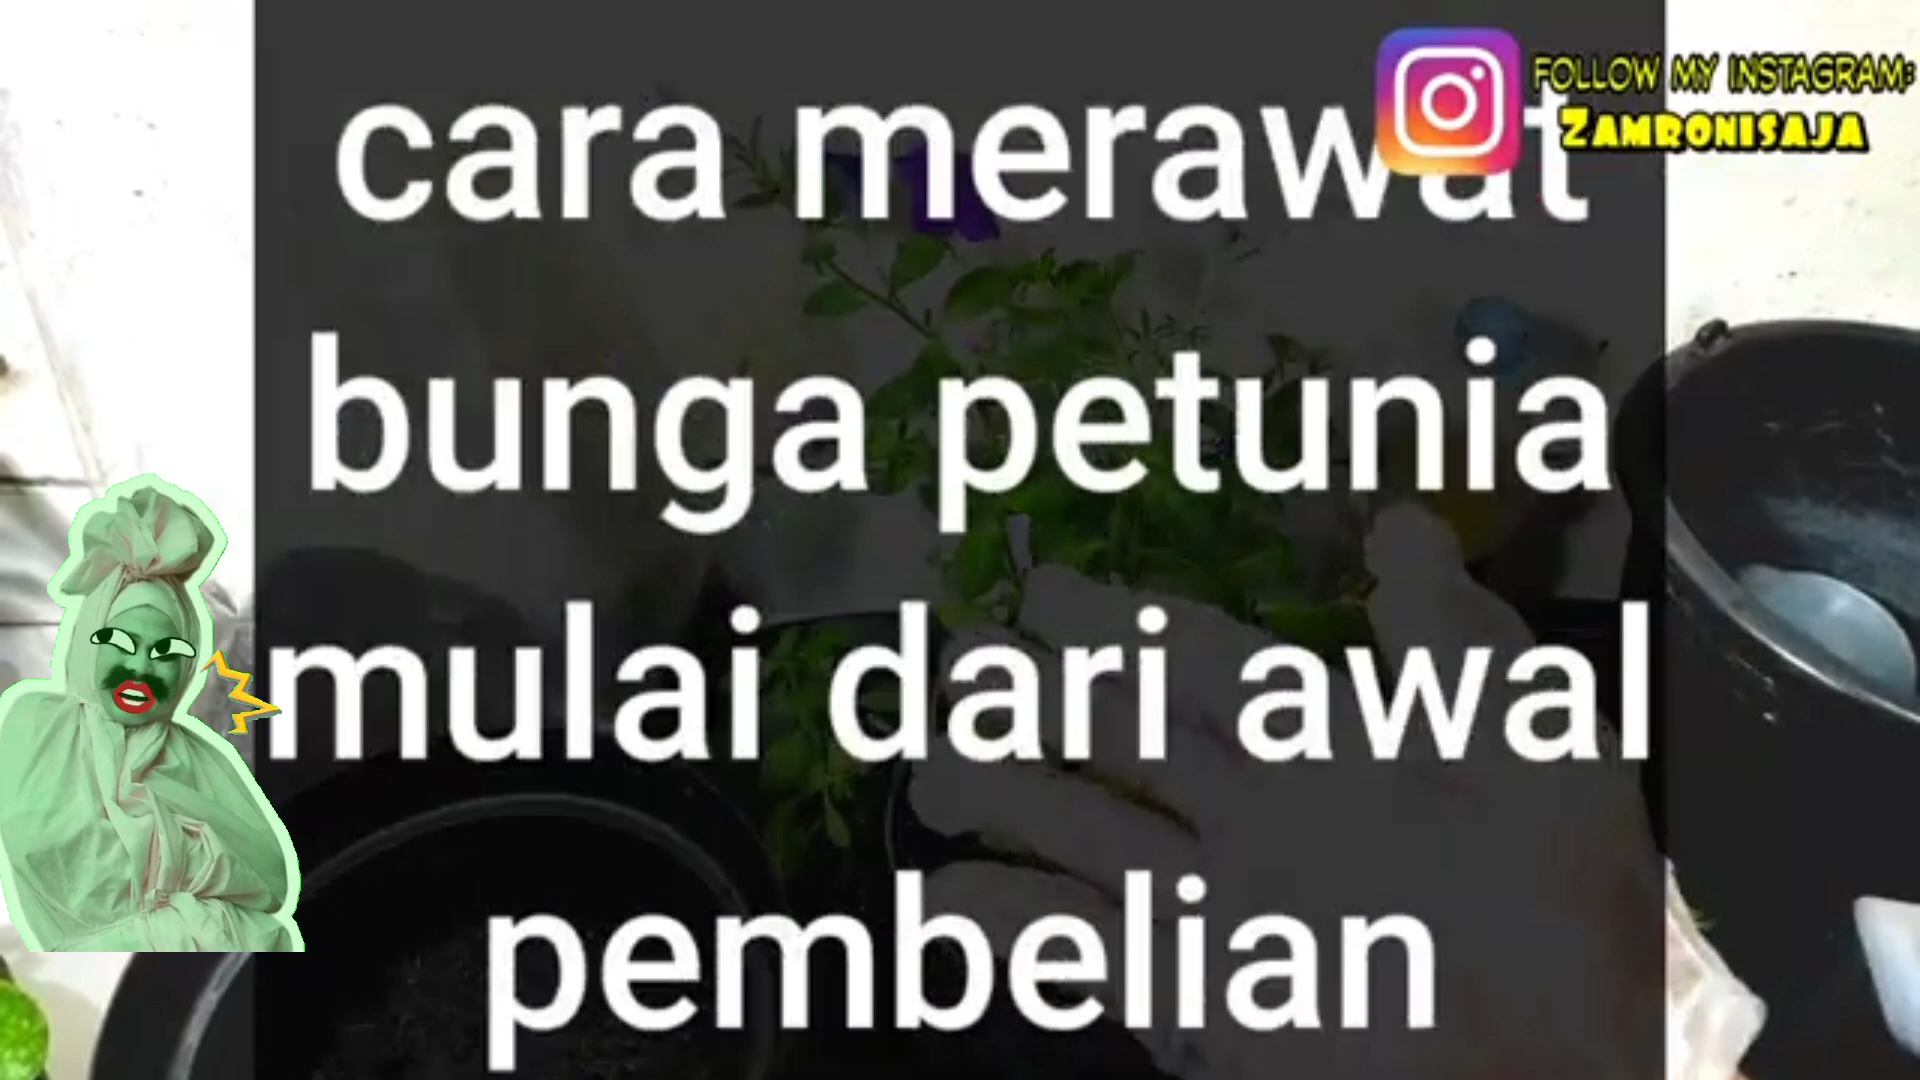 FOLLOW MY INSTAGRAM:
ZAMRONISAJA
cara merawat
bunga petunia
mulai dari awal
pembelian